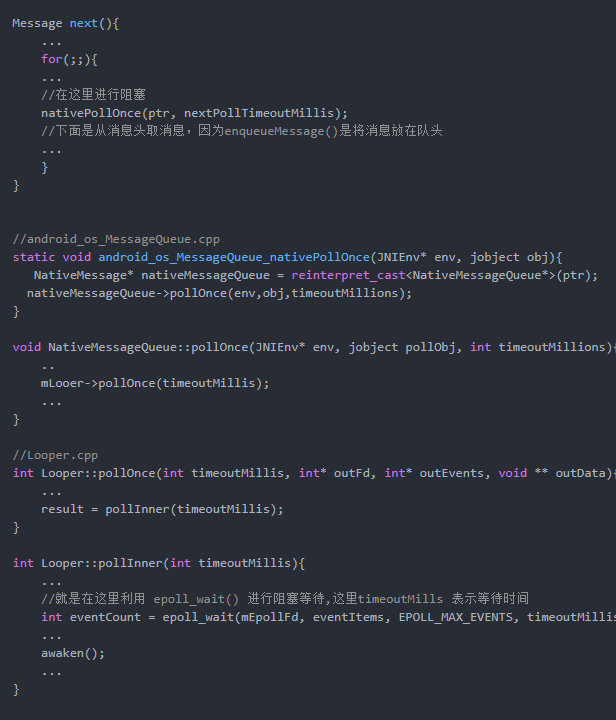 Message next(){
    ...
    for(;;){
    ...
    //在这里进行阻塞
    nativePollOnce(ptr, nextPollTimeoutMillis);
    //下面是从消息头取消息，因为enqueueMessage()是将消息放在队头
    ...
    }
}
//android_os_MessageQueue.cpp
static void android_os_MessageQueue_nativePollOnce(JNIEnv* env, jobject obj){
   NativeMessage* nativeMessageQueue = reinterpret_cast<NativeMessageQueue*>(ptr);
  nativeMessageQueue->pollOnce(env,obj,timeoutMillions);
}
void NativeMessageQueue::pollOnce(JNIEnv* env, jobject pollObj, int timeoutMillions){
    ..
    mLooer->pollOnce(timeoutMillis);
    ...
}
//Looper.cpp
int Looper::pollOnce(int timeoutMillis, int* outFd, int* outEvents, void ** outData){
    ...
    result = pollInner(timeoutMillis);
}
int Looper::pollInner(int timeoutMillis){
    ...
    //就是在这里利用 epoll_wait() 进行阻塞等待,这里timeoutMills 表示等待时间
    int eventCount = epoll_wait(mEpollFd, eventItems, EPOLL_MAX_EVENTS, timeoutMillis
    ...
    awaken();
    ...
}